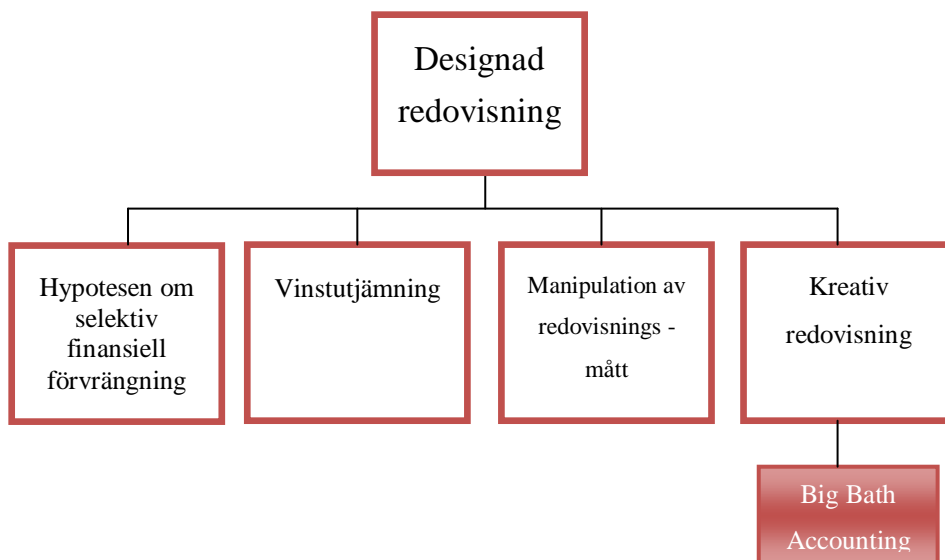 Designad
redovisning
Hypotesen om
selektiv
finansiell
förvrängning
Vinstutjämning
Manipulation av
redovisnings -
mått
Kreativ
redovisning
Big Bath
Accounting